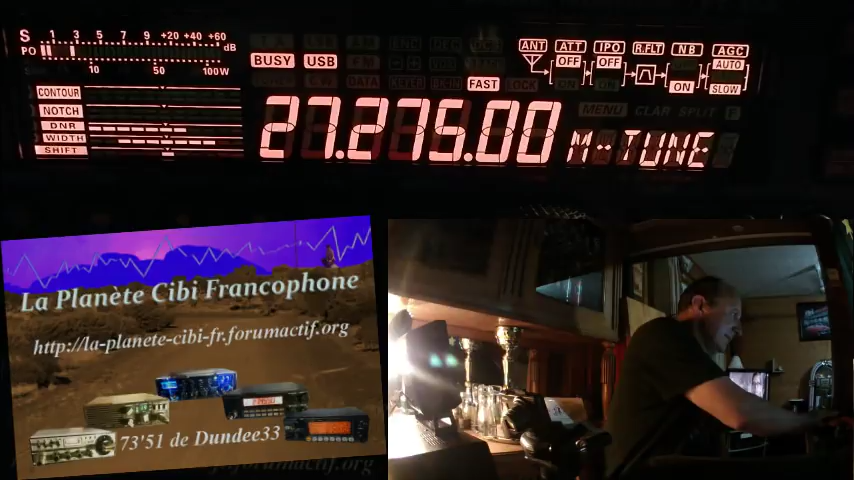 S 1 3 5 7 9 +20 +40 +60 dB
PO 10 50 100W
BUSY USB
FAST LOCK
ANT ATT IPO R.FLT NB AGC
OFF OFF AUTO
ON SLOW
CONTOUR
NOTCH
DNR
WIDTH
SHIFT
MENU CLAR SPLIT
27.275.00 M-TUNE
La Planète Cibi Francophone
http://la-planete-cibi-fr.forumactif.org
73'51 de Dundee33